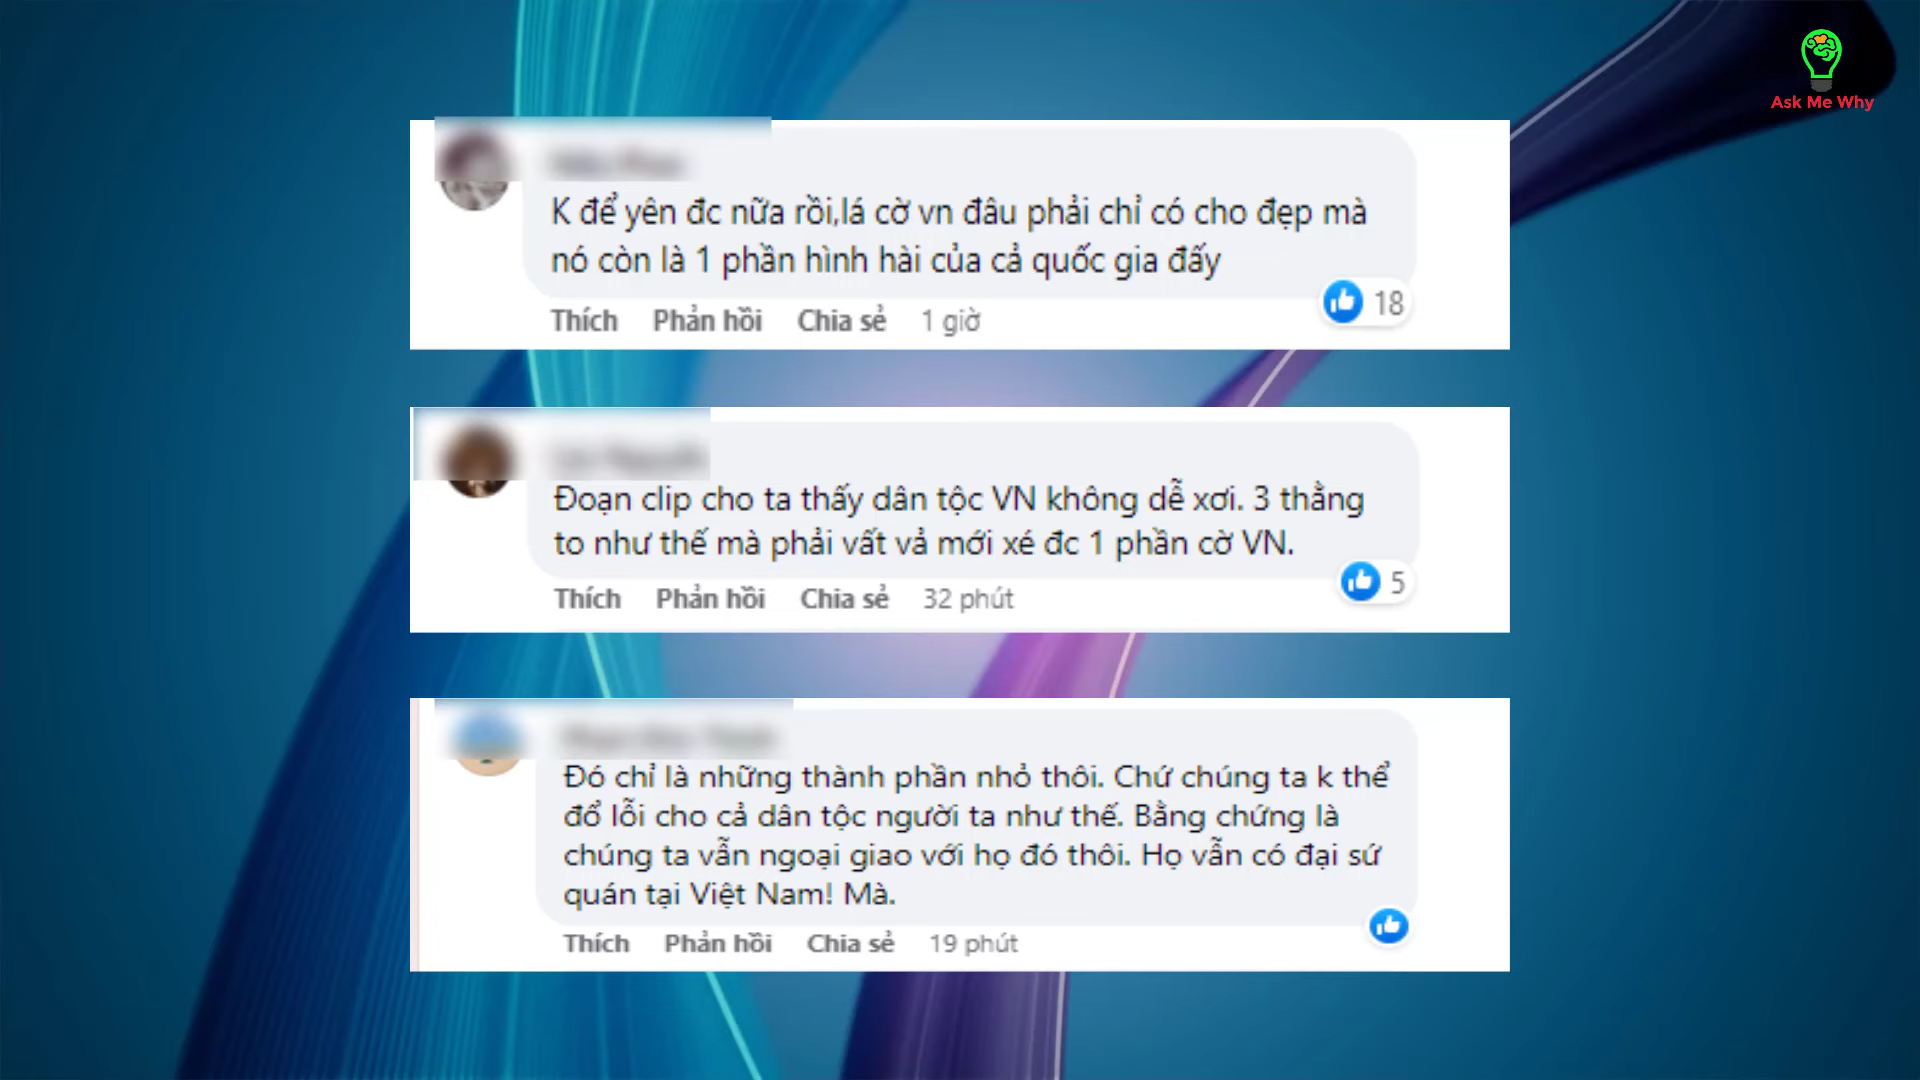 Ask Me Why
K để yên đc nữa rồi,lá cờ vn đâu phải chỉ có cho đẹp mà
nó còn là 1 phần hình hài của cả quốc gia đấy
18
Thích Phản hồi Chia sẻ 1 giờ
Đoạn clip cho ta thấy dân tộc VN không dễ xơi. 3 thằng
to như thế mà phải vất vả mới xé đc 1 phần cờ VN.
5
Thích Phản hồi Chia sẻ 32 phút
Đó chỉ là những thành phần nhỏ thôi. Chứ chúng ta k thể
đổ lỗi cho cả dân tộc người ta như thế. Bằng chứng là
chúng ta vẫn ngoại giao với họ đó thôi. Họ vẫn có đại sứ
quán tại Việt Nam! Mà.
Thích Phản hồi Chia sẻ 19 phút